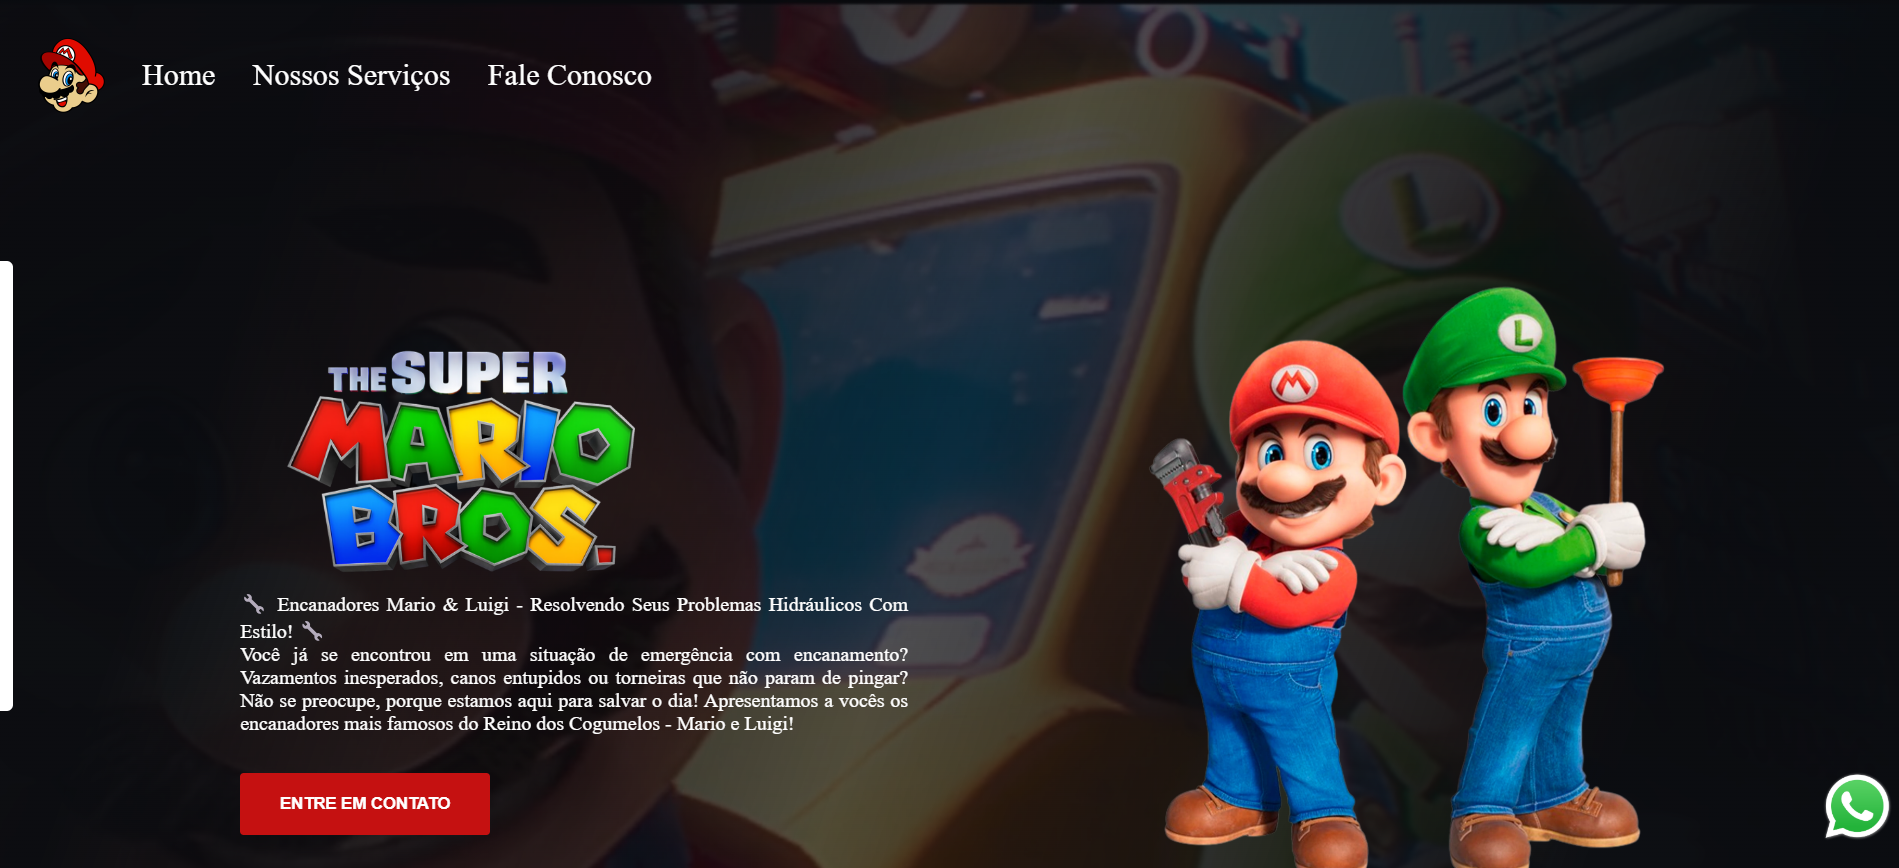 Home Nossos Serviços Fale Conosco
THE SUPER
MARIO
BROS.
🔧 Encanadores Mario & Luigi - Resolvendo Seus Problemas Hidráulicos Com
Estilo! 🔧
Você já se encontrou em uma situação de emergência com encanamento?
Vazamentos inesperados, canos entupidos ou torneiras que não param de pingar?
Não se preocupe, porque estamos aqui para salvar o dia! Apresentamos a vocês os
encanadores mais famosos do Reino dos Cogumelos - Mario e Luigi!
ENTRE EM CONTATO
M
L
L
M